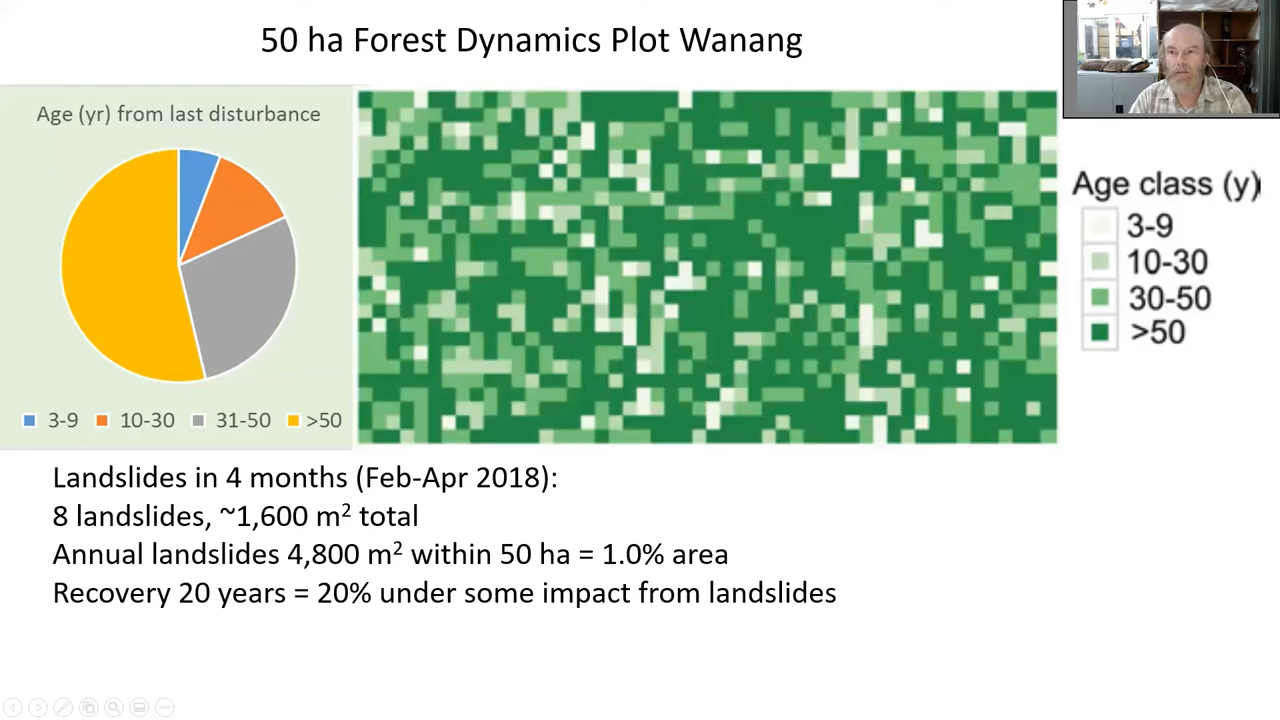 50 ha Forest Dynamics Plot Wanang
Age (yr) from last disturbance
3-9 10-30 31-50 >50
Age class (y)
3-9
10-30
30-50
>50
Landslides in 4 months (Feb-Apr 2018):
8 landslides, ~1,600 m² total
Annual landslides 4,800 m² within 50 ha = 1.0% area
Recovery 20 years = 20% under some impact from landslides